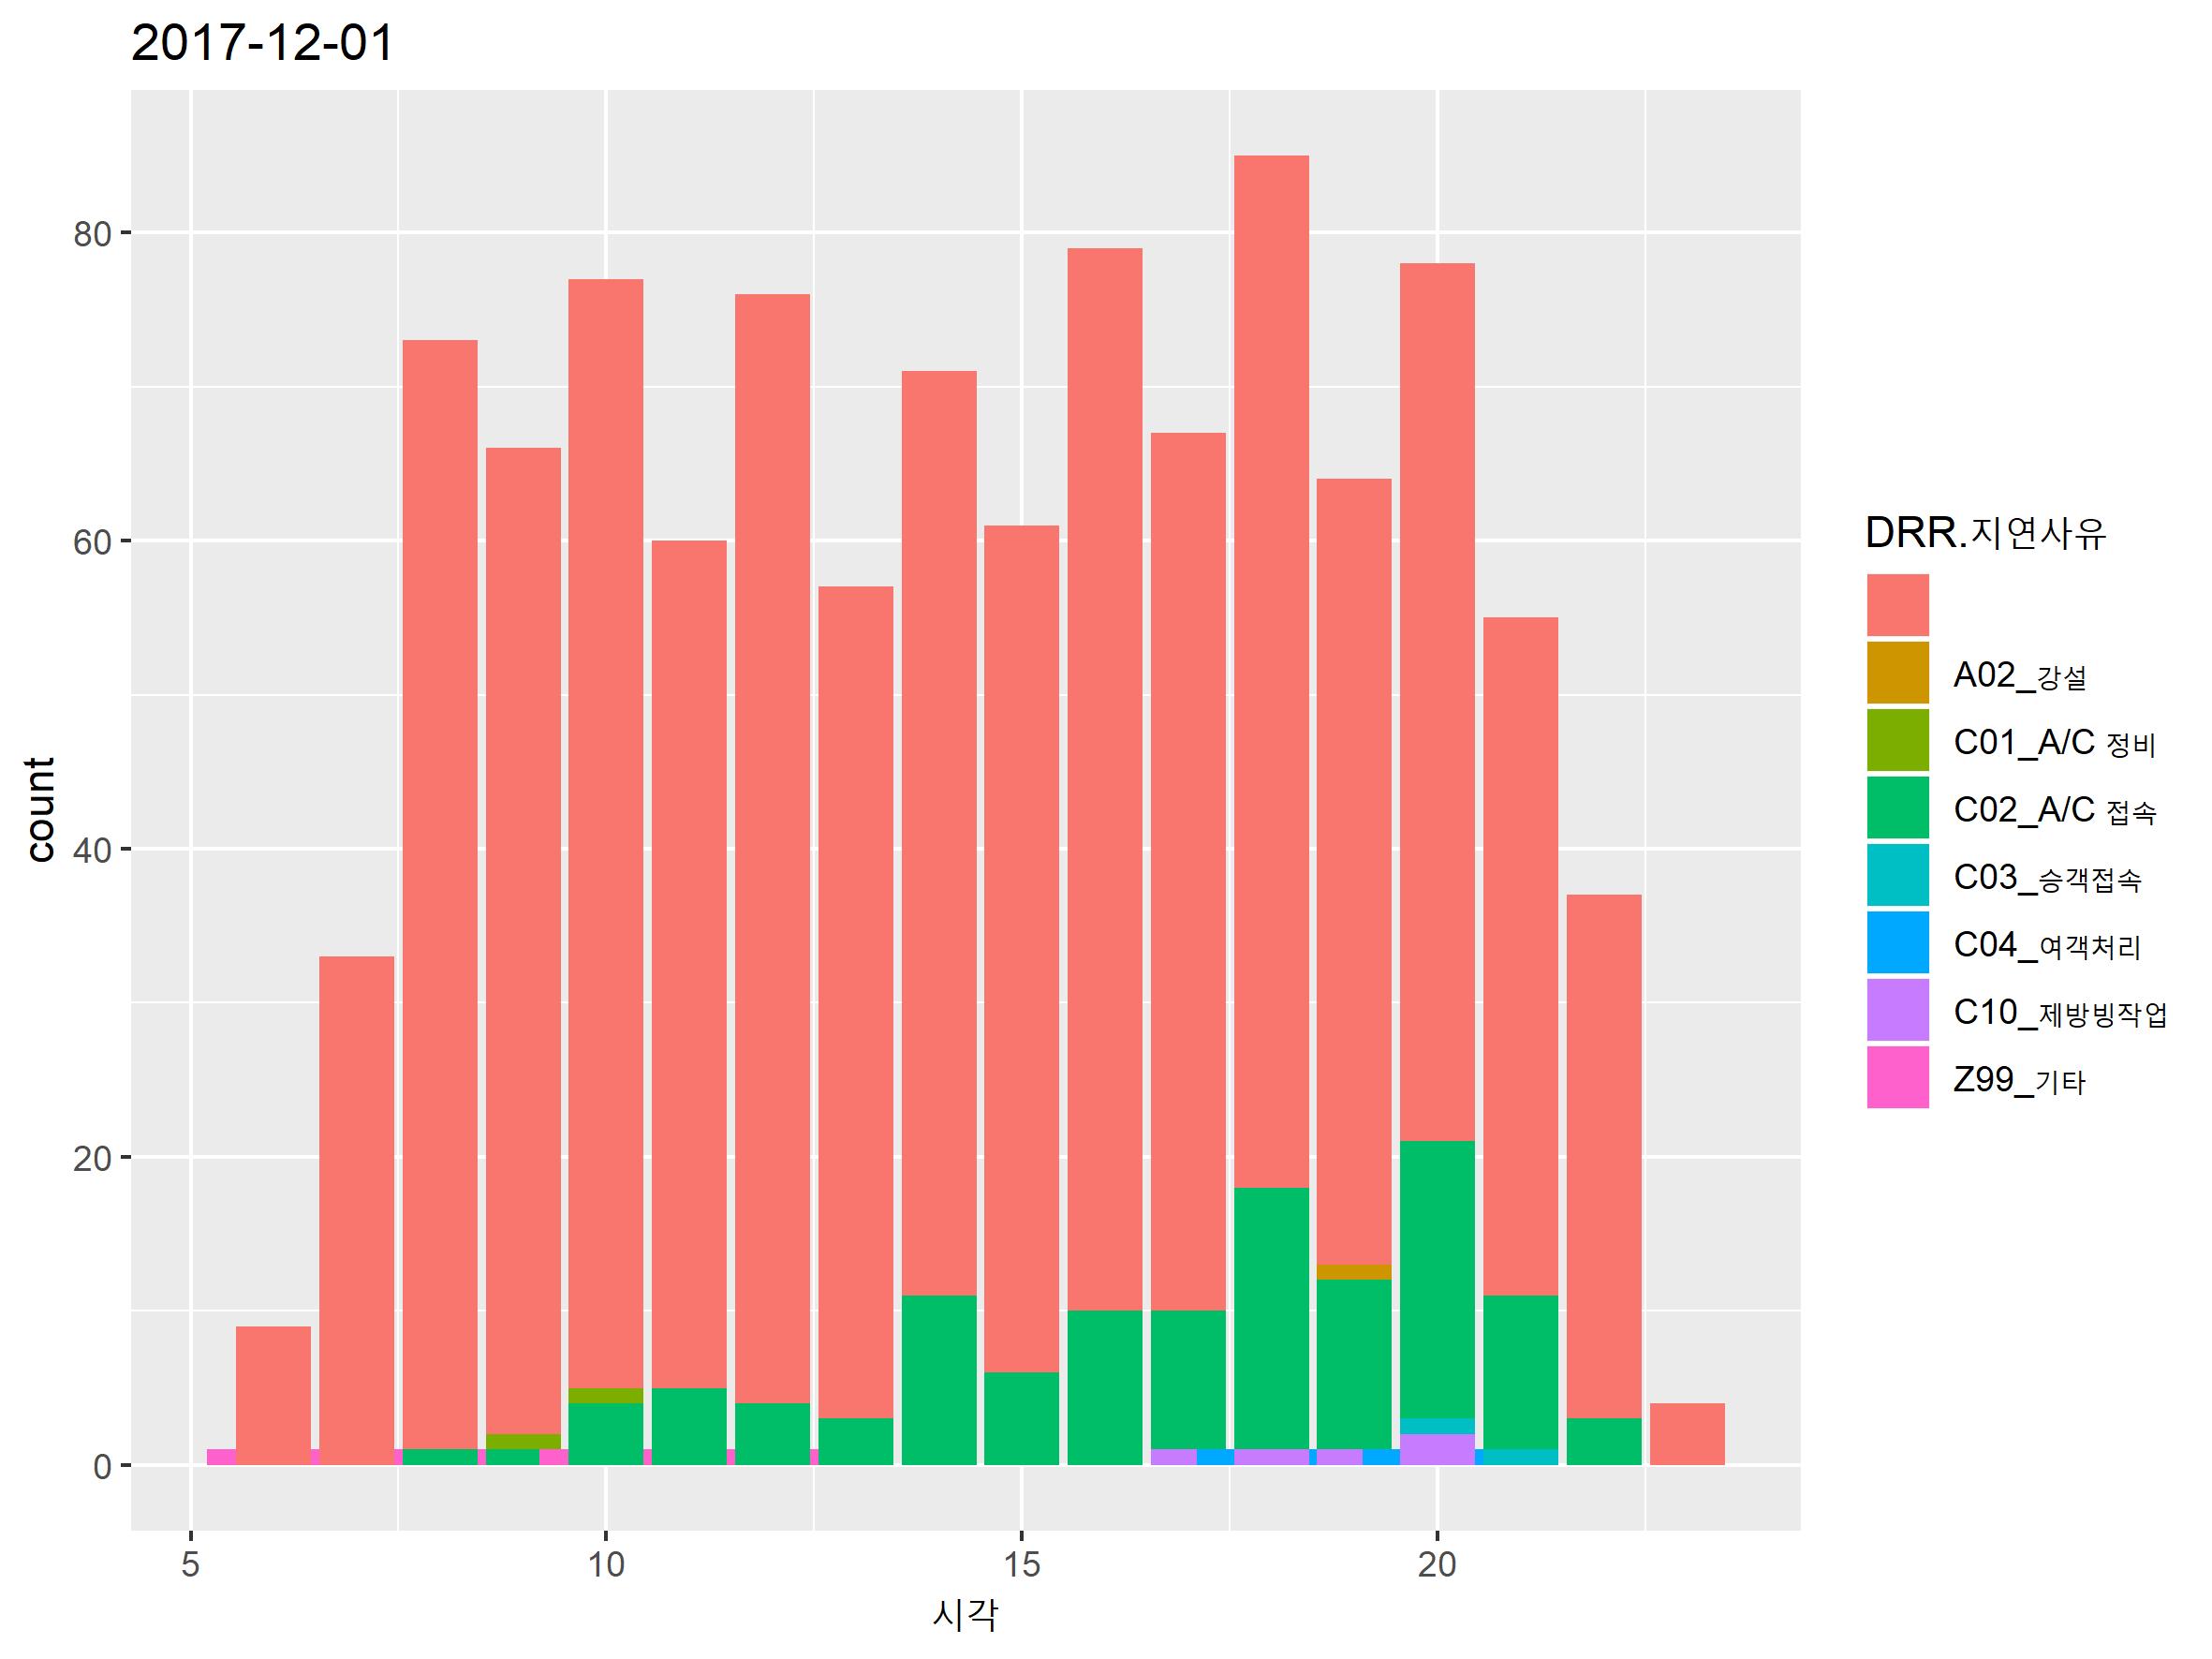 2017-12-01
80
60
40
20
0
count
5 10 15 20
시각
DRR.지연사유
A02_강설
C01_A/C 정비
C02_A/C 접속
C03_승객접속
C04_여객처리
C10_제방빙작업
Z99_기타